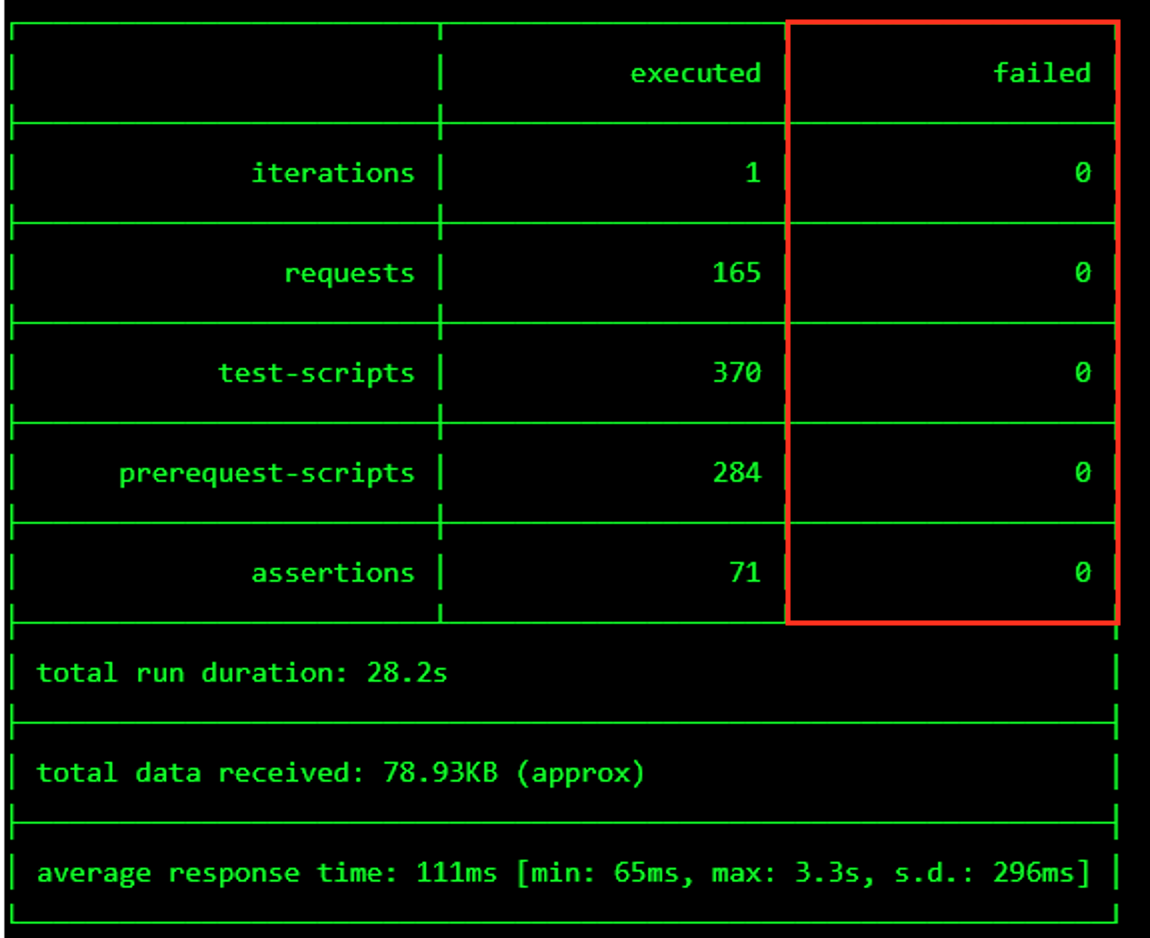 executed failed
iterations 1 0
requests 165 0
test-scripts 370 0
prerequest-scripts 284 0
assertions 71 0
total run duration: 28.2s
total data received: 78.93KB (approx)
average response time: 111ms [min: 65ms, max: 3.3s, s.d.: 296ms]